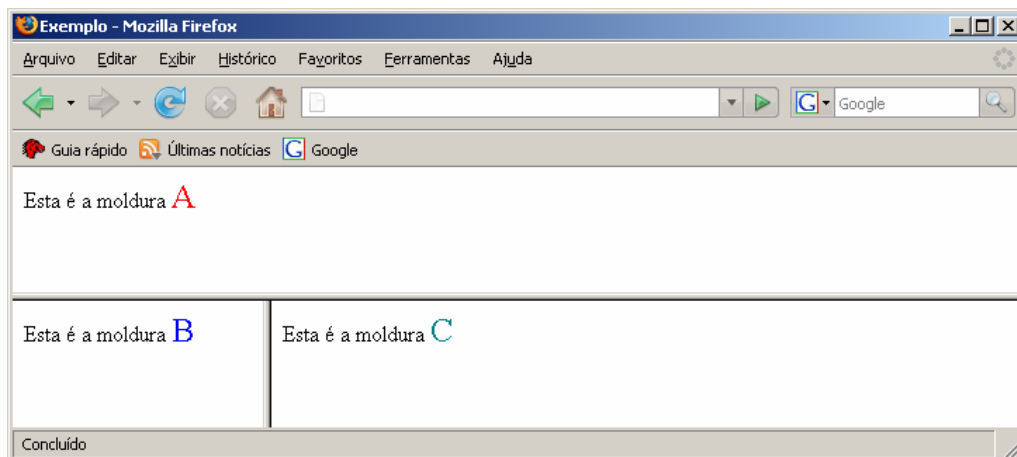 Exemplo - Mozilla Firefox
Arquivo Editar Exibir Histórico Favoritos Ferramentas Ajuda
G Google
Guia rápido Últimas notícias G Google
Esta é a moldura A
Esta é a moldura B
Esta é a moldura C
Concluído